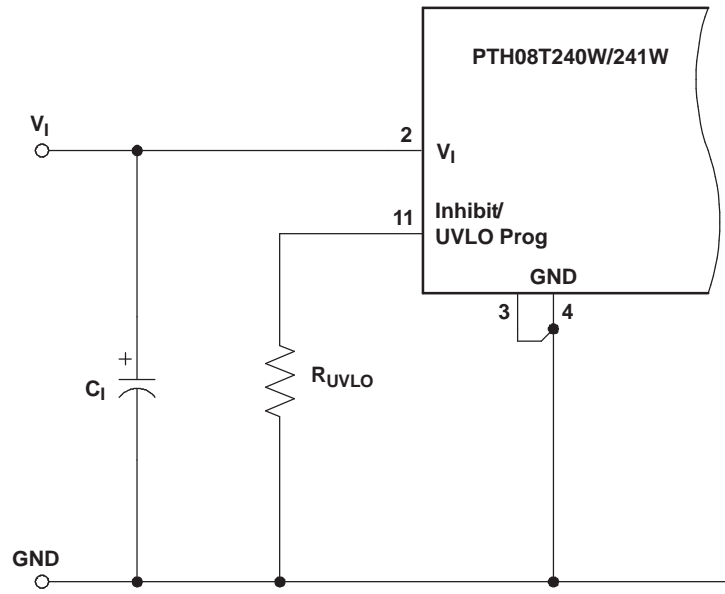 PTH08T240W/241W
V_I
2
V_I
11
Inhibit/
UVLO Prog
GND
3
4
+
C_I
R_UVLO
GND